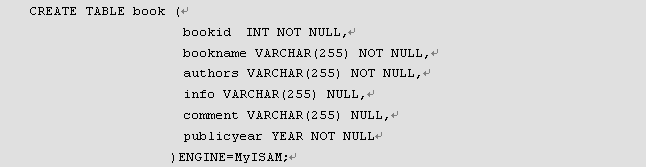 CREATE TABLE book (
bookid  INT NOT NULL,
bookname VARCHAR(255) NOT NULL,
authors VARCHAR(255) NOT NULL,
info VARCHAR(255) NULL,
comment VARCHAR(255) NULL,
publicyear YEAR NOT NULL
)ENGINE=MyISAM;